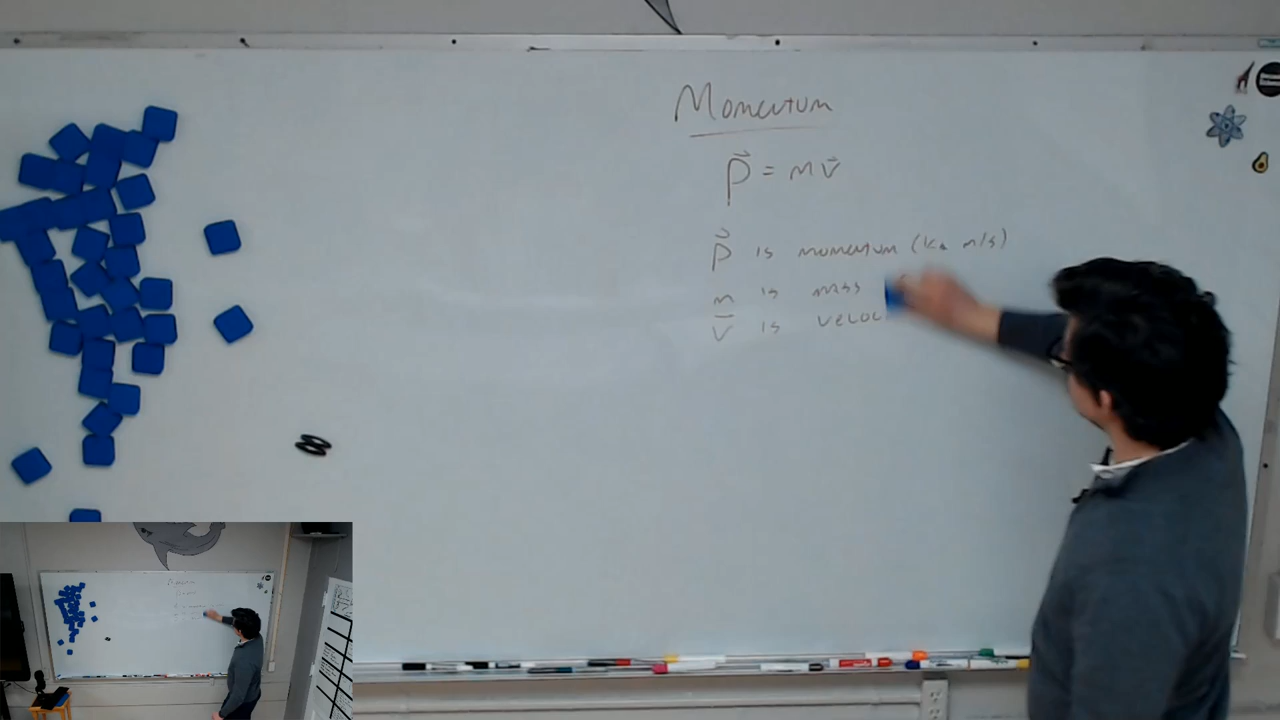 Momentum
p⃗ = mv⃗
p⃗ is momentum (kg m/s)
m is mass
v⃗ is veloc